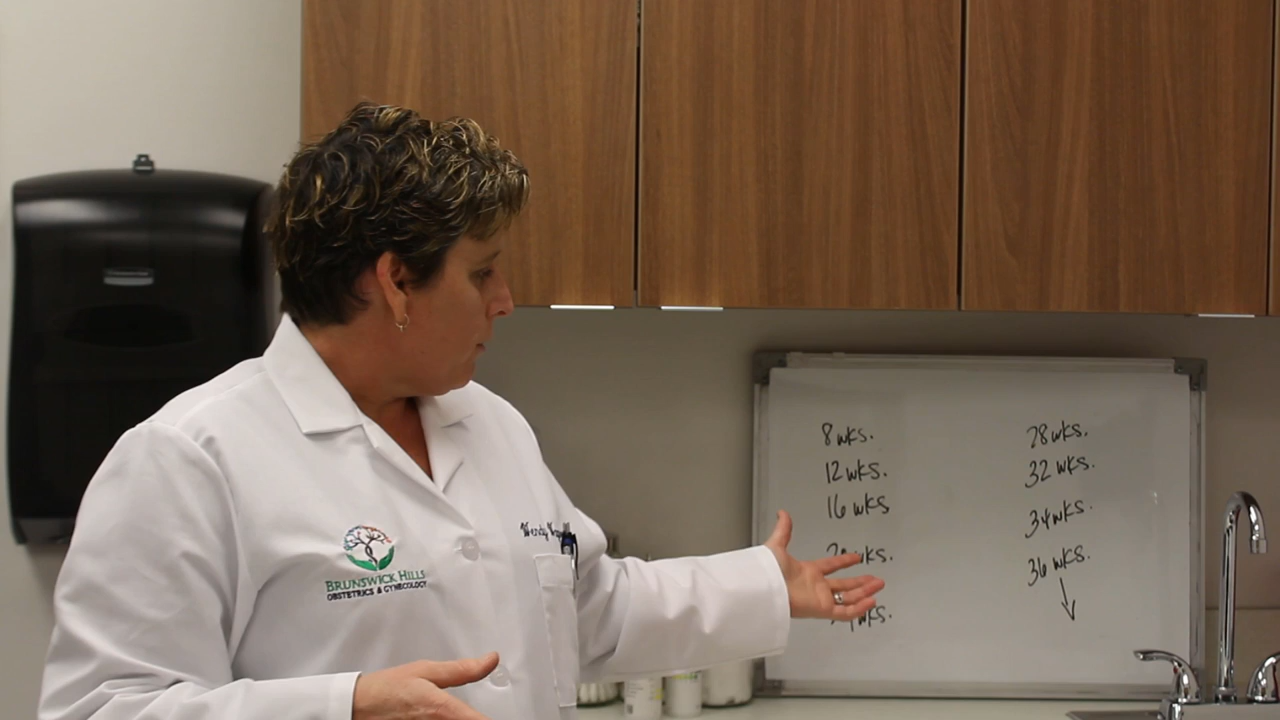 8 wks.
12 wks.
16 wks
wks.
wks.
28 wks.
32 wks.
34 wks.
36 wks.
Wendy
BRUNSWICK HILLS
OBSTETRICS & GYNECOLOGY